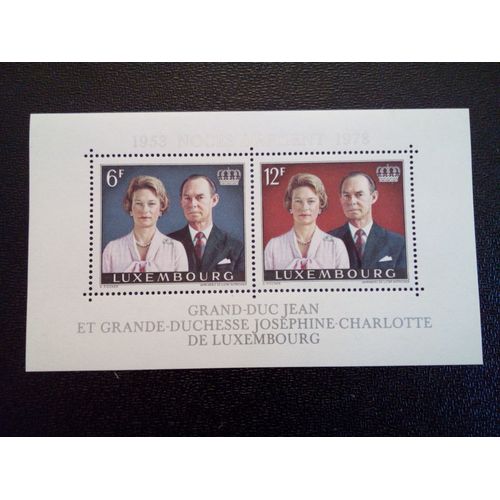 1953 NOCES D'ARGENT 1978
6F
12F
LUXEMBOURG
LUXEMBOURG
GRAND-DUC JEAN
ET GRANDE-DUCHESSE JOSÉPHINE-CHARLOTTE
DE LUXEMBOURG